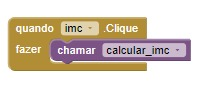 quando imc .Clique
fazer chamar calcular_imc